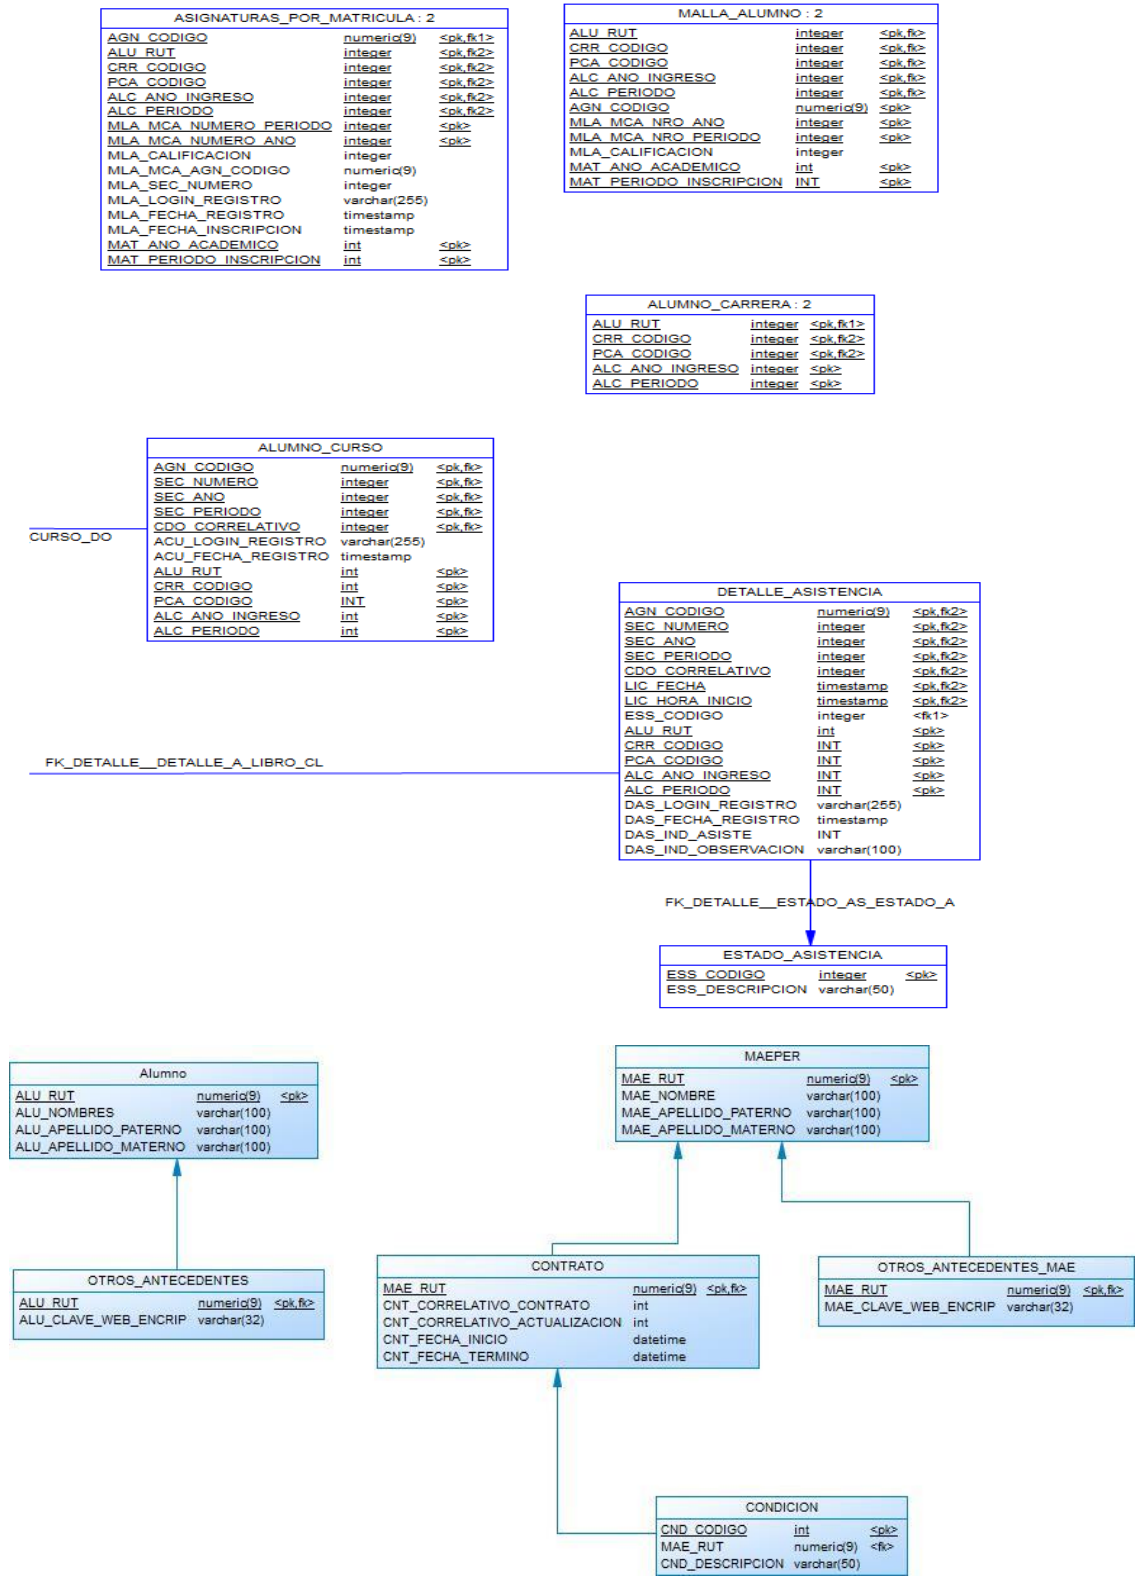 ASIGNATURAS_POR_MATRICULA : 2
AGN_CODIGO numeric(9) <pk,fk1>
ALU_RUT integer <pk,fk2>
CRR_CODIGO integer <pk,fk2>
PCA_CODIGO integer <pk,fk2>
ALC_ANO_INGRESO integer <pk,fk2>
ALC_PERIODO integer <pk,fk2>
MLA_MCA_NUMERO_PERIODO integer <pk>
MLA_MCA_NUMERO_ANO integer <pk>
MLA_CALIFICACION integer
MLA_MCA_AGN_CODIGO numeric(9)
MLA_SEC_NUMERO integer
MLA_LOGIN_REGISTRO varchar(255)
MLA_FECHA_REGISTRO timestamp
MLA_FECHA_INSCRIPCION timestamp
MAT_ANO_ACADEMICO int <pk>
MAT_PERIODO_INSCRIPCION int <pk>
MALLA_ALUMNO : 2
ALU_RUT integer <pk,fk>
CRR_CODIGO integer <pk,fk>
PCA_CODIGO integer <pk,fk>
ALC_ANO_INGRESO integer <pk,fk>
ALC_PERIODO integer <pk,fk>
AGN_CODIGO numeric(9) <pk>
MLA_MCA_NRO_ANO integer <pk>
MLA_MCA_NRO_PERIODO integer <pk>
MLA_CALIFICACION integer
MAT_ANO_ACADEMICO int <pk>
MAT_PERIODO_INSCRIPCION INT <pk>
ALUMNO_CARRERA : 2
ALU_RUT integer <pk,fk1>
CRR_CODIGO integer <pk,fk2>
PCA_CODIGO integer <pk,fk2>
ALC_ANO_INGRESO integer <pk>
ALC_PERIODO integer <pk>
ALUMNO_CURSO
AGN_CODIGO numeric(9) <pk,fk>
SEC_NUMERO integer <pk,fk>
SEC_ANO integer <pk,fk>
SEC_PERIODO integer <pk,fk>
CDO_CORRELATIVO integer <pk,fk>
ACU_LOGIN_REGISTRO varchar(255)
ACU_FECHA_REGISTRO timestamp
ALU_RUT int <pk>
CRR_CODIGO int <pk>
PCA_CODIGO INT <pk>
ALC_ANO_INGRESO int <pk>
ALC_PERIODO int <pk>
CURSO_DO
DETALLE_ASISTENCIA
AGN_CODIGO numeric(9) <pk,fk2>
SEC_NUMERO integer <pk,fk2>
SEC_ANO integer <pk,fk2>
SEC_PERIODO integer <pk,fk2>
CDO_CORRELATIVO integer <pk,fk2>
LIC_FECHA timestamp <pk,fk2>
LIC_HORA_INICIO timestamp <pk,fk2>
ESS_CODIGO integer <fk1>
ALU_RUT int <pk>
CRR_CODIGO INT <pk>
PCA_CODIGO INT <pk>
ALC_ANO_INGRESO INT <pk>
ALC_PERIODO INT <pk>
DAS_LOGIN_REGISTRO varchar(255)
DAS_FECHA_REGISTRO timestamp
DAS_IND_ASISTE INT
DAS_IND_OBSERVACION varchar(100)
FK_DETALLE__DETALLE_A_LIBRO_CL
FK_DETALLE__ESTADO_AS_ESTADO_A
ESTADO_ASISTENCIA
ESS_CODIGO integer <pk>
ESS_DESCRIPCION varchar(50)
Alumno
ALU_RUT numeric(9) <pk>
ALU_NOMBRES varchar(100)
ALU_APELLIDO_PATERNO varchar(100)
ALU_APELLIDO_MATERNO varchar(100)
MAEPER
MAE_RUT numeric(9) <pk>
MAE_NOMBRE varchar(100)
MAE_APELLIDO_PATERNO varchar(100)
MAE_APELLIDO_MATERNO varchar(100)
OTROS_ANTECEDENTES
ALU_RUT numeric(9) <pk,fk>
ALU_CLAVE_WEB_ENCRIP varchar(32)
CONTRATO
MAE_RUT numeric(9) <pk,fk>
CNT_CORRELATIVO_CONTRATO int
CNT_CORRELATIVO_ACTUALIZACION int
CNT_FECHA_INICIO datetime
CNT_FECHA_TERMINO datetime
OTROS_ANTECEDENTES_MAE
MAE_RUT numeric(9) <pk,fk>
MAE_CLAVE_WEB_ENCRIP varchar(32)
CONDICION
CND_CODIGO int <pk>
MAE_RUT numeric(9) <fk>
CND_DESCRIPCION varchar(50)